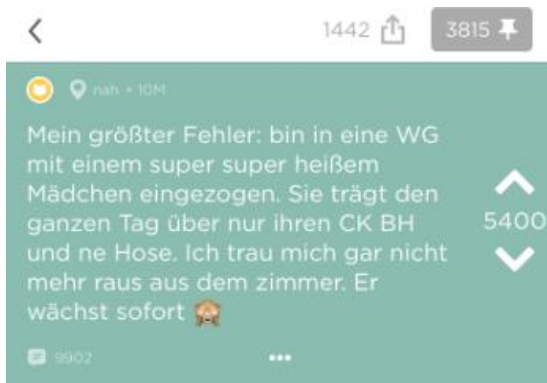 1442
3815
nah • 10M
Mein größter Fehler: bin in eine WG
mit einem super super heißem
Mädchen eingezogen. Sie trägt den
ganzen Tag über nur ihren CK BH
und ne Hose. Ich trau mich gar nicht
mehr raus aus dem zimmer. Er
wächst sofort 🙈
5400
9902